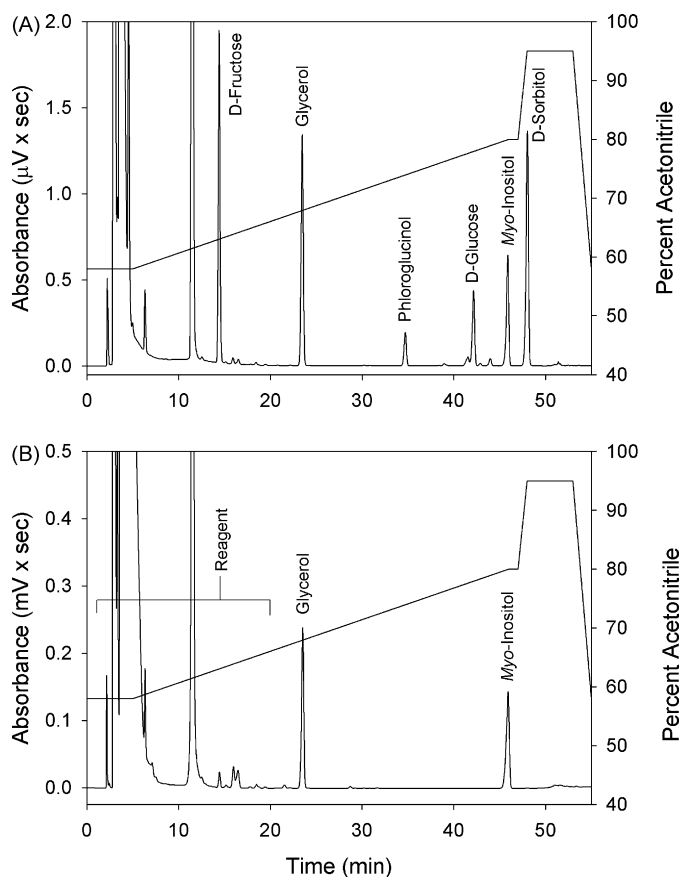 (A)
2.0
1.5
1.0
0.5
0.0
Absorbance (μV x sec)
D-Fructose
Glycerol
Phloroglucinol
D-Glucose
Myo-Inositol
D-Sorbitol
100
90
80
70
60
50
40
Percent Acetonitrile
0
10
20
30
40
50
(B)
0.5
0.4
0.3
0.2
0.1
0.0
Absorbance (mV x sec)
Reagent
Glycerol
Myo-Inositol
100
90
80
70
60
50
40
Percent Acetonitrile
0
10
20
30
40
50
Time (min)